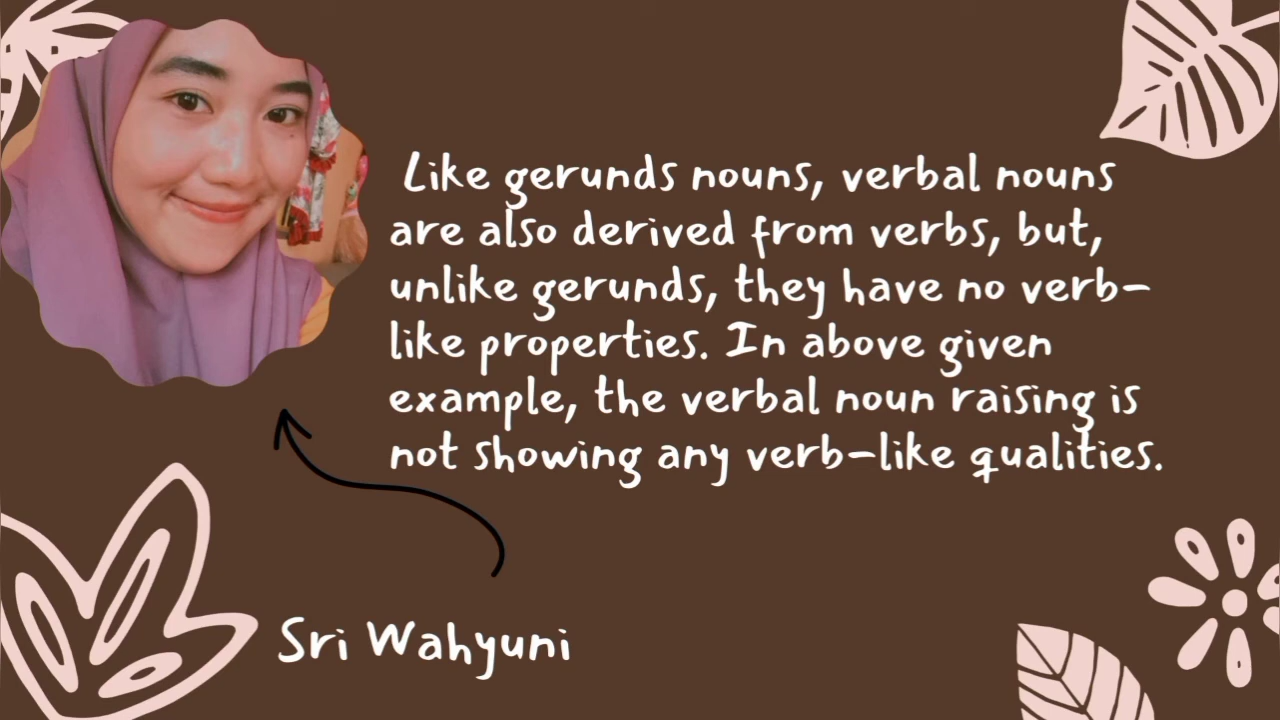 Like gerunds nouns, verbal nouns
are also derived from verbs, but,
unlike gerunds, they have no verb-
like properties. In above given
example, the verbal noun raising is
not showing any verb-like qualities.
Sri Wahyuni